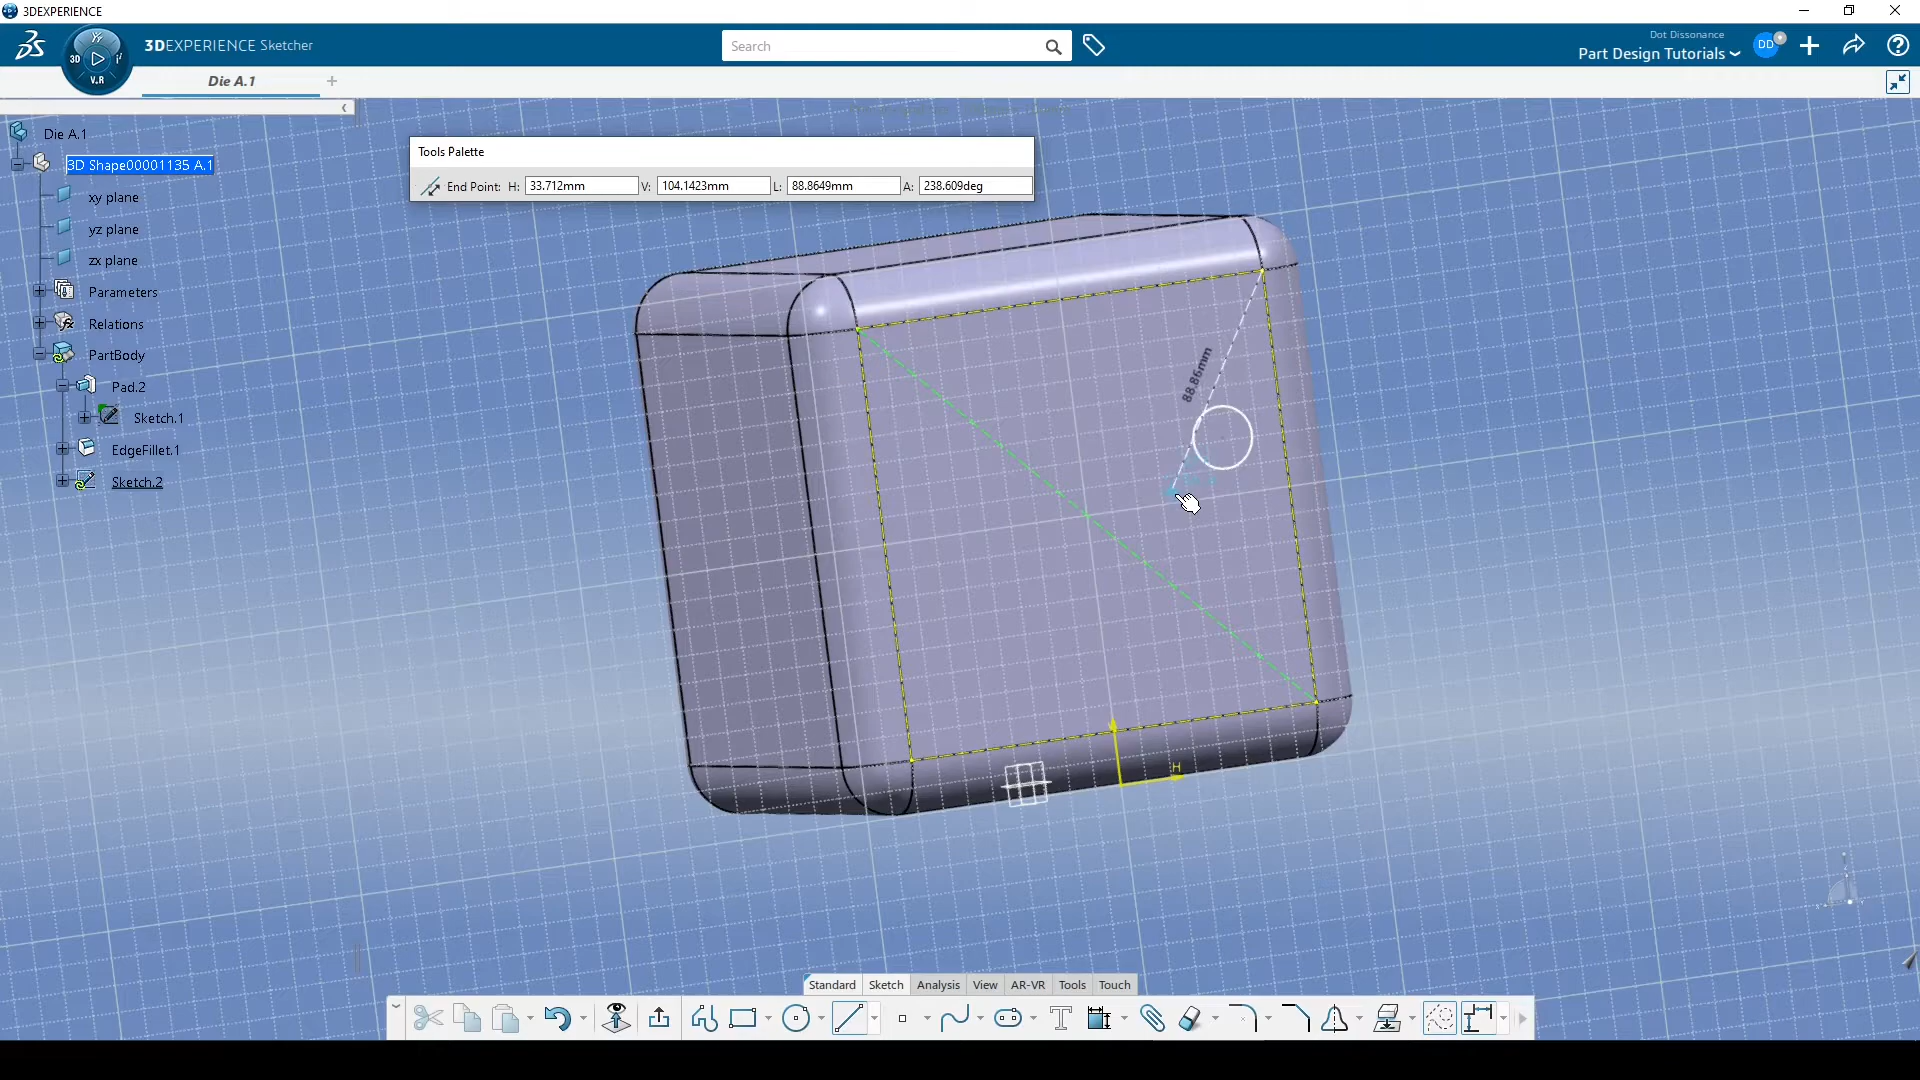 3DEXPERIENCE
3DEXPERIENCE Sketcher
3D
V.R
Search
Dot Dissonance
Part Design Tutorials
DD
Die A.1
Tools Palette
End Point: H: 33.712mm V: 104.1423mm L: 88.8649mm A: 238.609deg
Die A.1
3D Shape00001135 A.1
xy plane
yz plane
zx plane
Parameters
Relations
PartBody
Pad.2
Sketch.1
EdgeFillet.1
Sketch.2
88.86mm
H
Standard
Sketch
Analysis
View
AR-VR
Tools
Touch